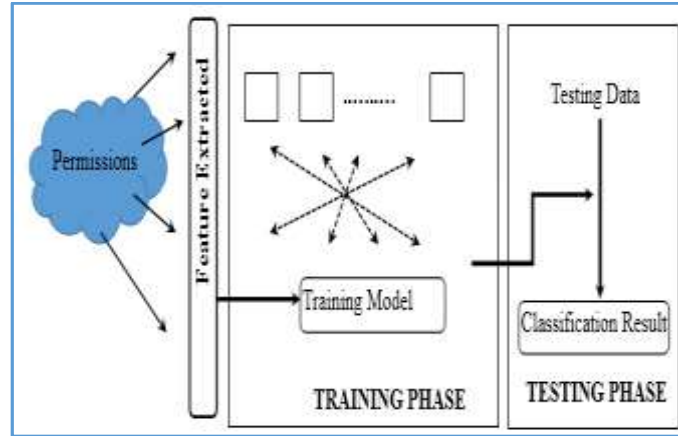 Permissions
Feature Extracted
..........
Training Model
TRAINING PHASE
Testing Data
Classification Result
TESTING PHASE